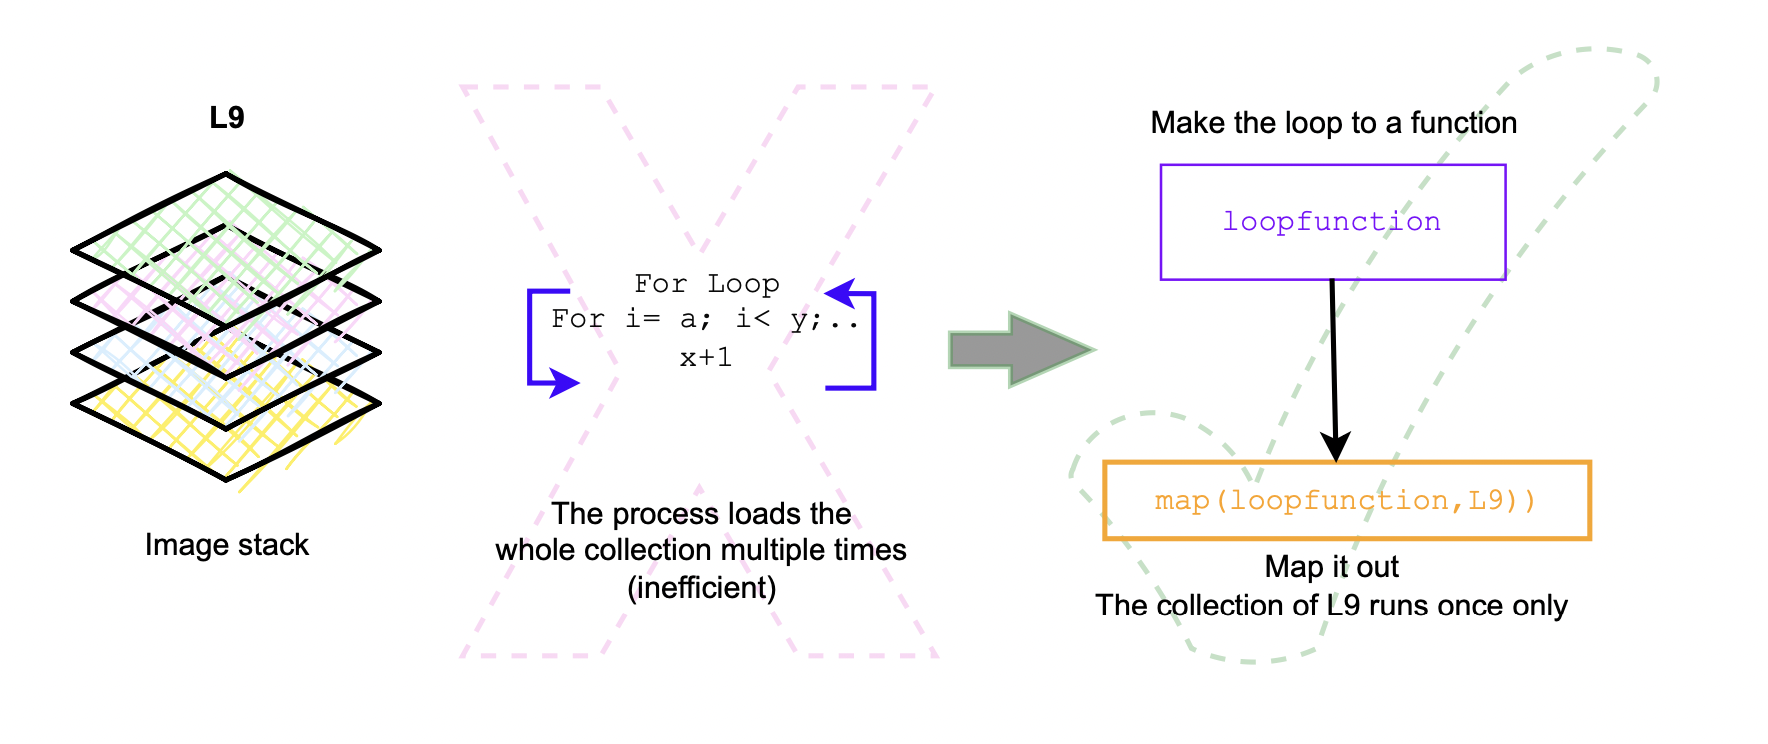 L9
Image stack
For Loop
For i= a; i< y;..
x+1
The process loads the
whole collection multiple times
(inefficient)
Make the loop to a function
loopfunction
map(loopfunction,L9))
Map it out
The collection of L9 runs once only